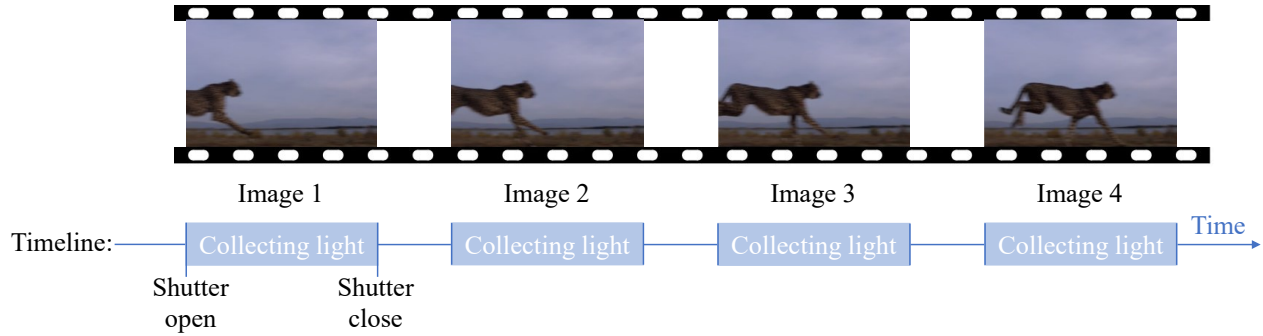 Image 1
Image 2
Image 3
Image 4
Timeline:
Collecting light
Collecting light
Collecting light
Collecting light
Time
Shutter
open
Shutter
close